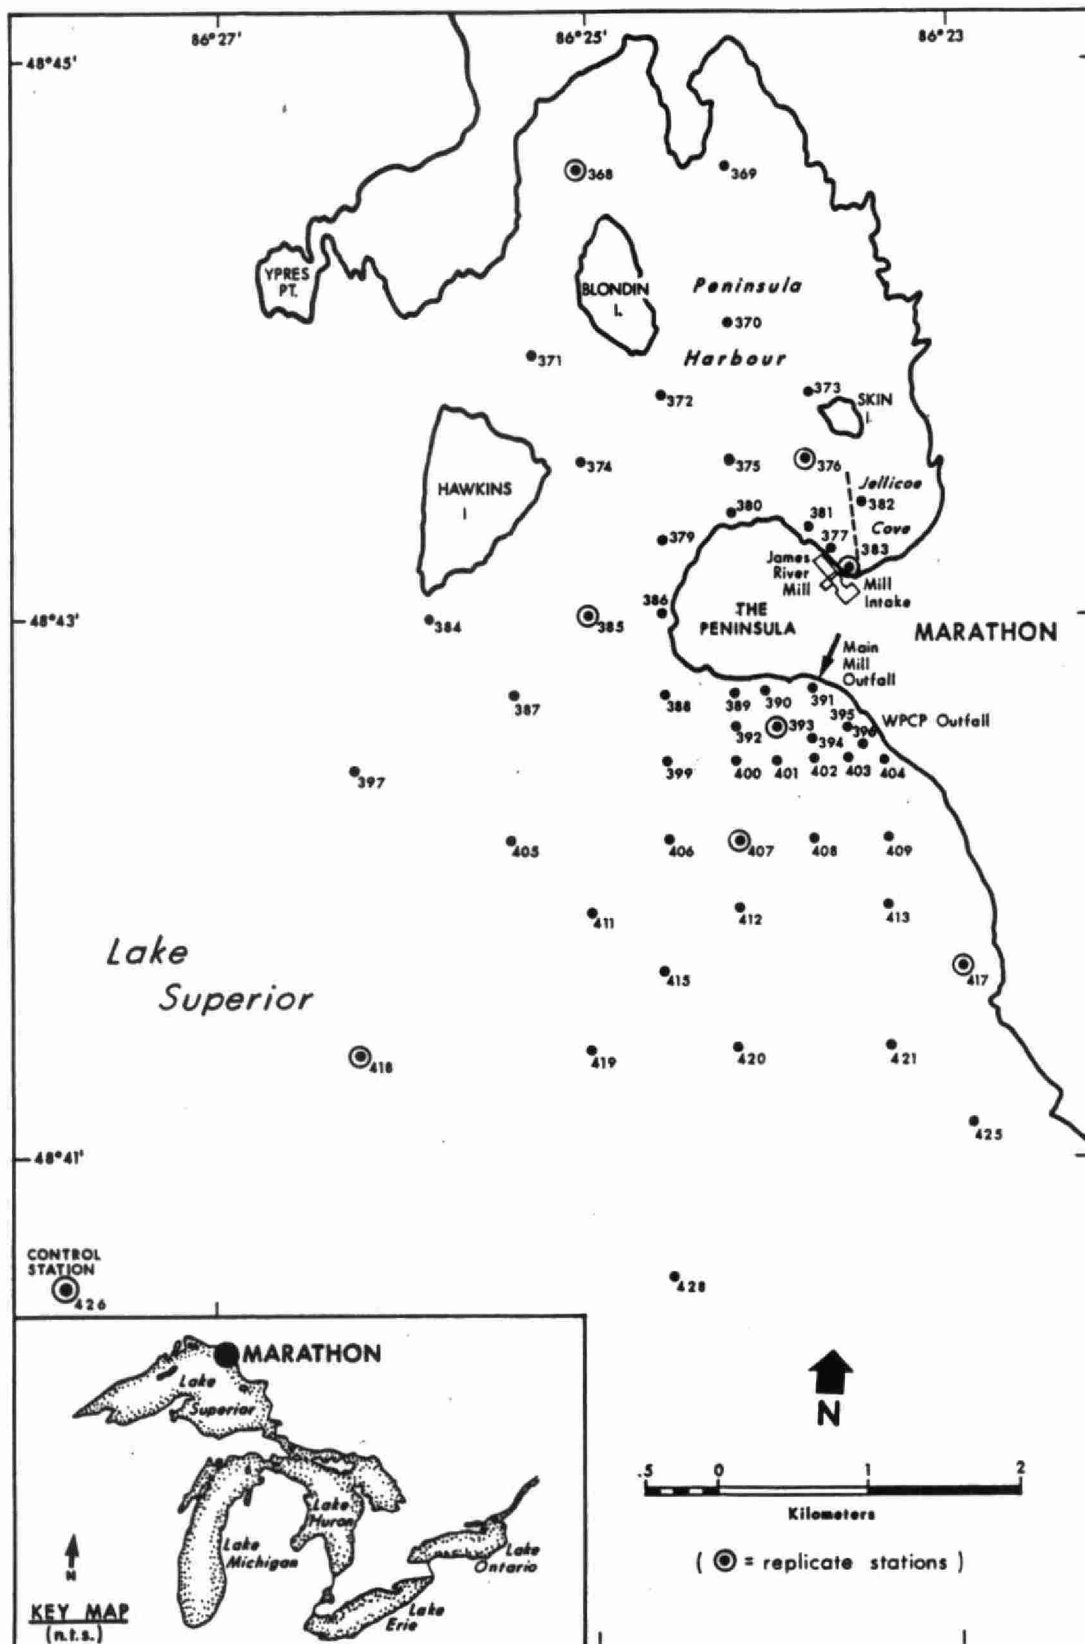 86°27'
86°25'
86°23'
48°45'
368
369
YPRES
PT.
BLONDIN
I.
Peninsula
370
Harbour
371
372
373
SKIN
I.
374
375
376
HAWKINS
I
Jellicoe
382
380
381
Cove
379
377
383
James
River
Mill
Mill
Intake
386
THE
PENINSULA
48°43'
384
385
MARATHON
Main
Mill
Outfall
387
388
389
390
391
395
WPCP Outfall
392
393
394
396
397
399
400
401
402
403
404
405
406
407
408
409
411
412
413
Lake
Superior
415
417
418
419
420
421
425
48°41'
CONTROL
STATION
426
428
MARATHON
Lake
Superior
N
.5
0
1
2
Kilometers
Lake
Huron
Lake
Michigan
Lake
Ontario
( = replicate stations )
N
Lake
Erie
KEY MAP
(n.t.s.)